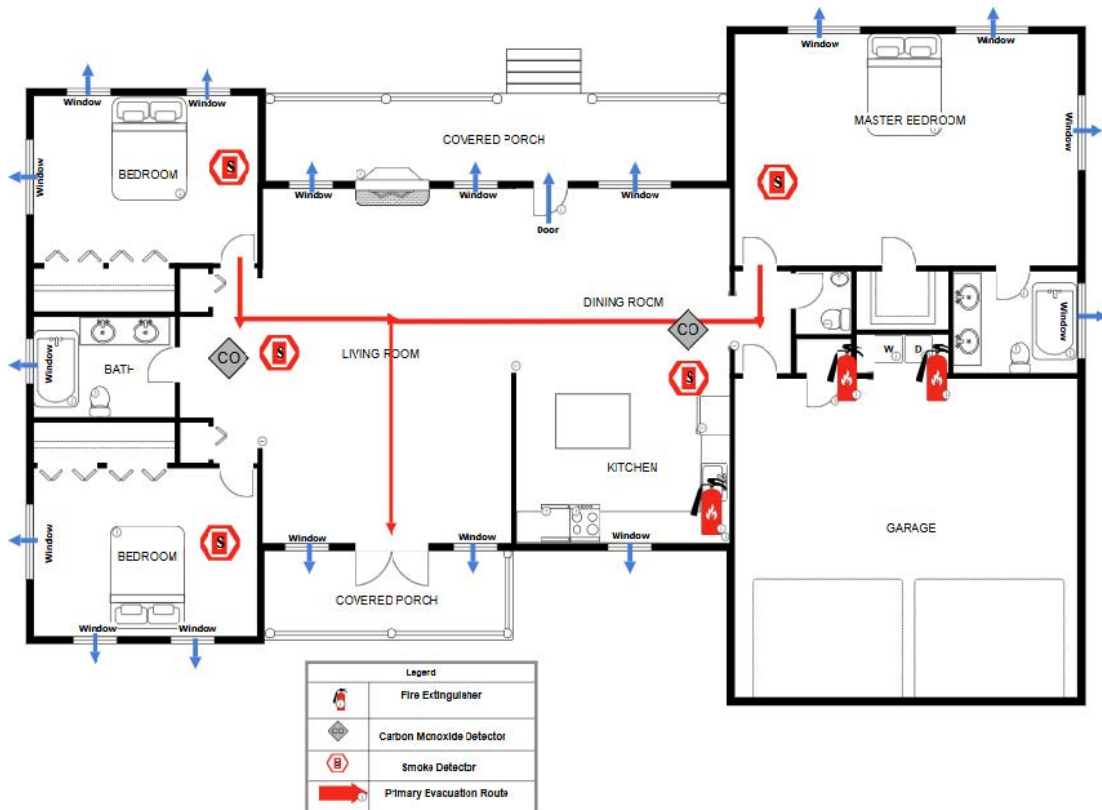 Window
Window
Window
Window
COVERED PORCH
MASTER BEDROOM
Window
BEDROOM
S
Window
S
Window
Window
Window
Door
DINING ROOM
Window
CO
CO
S
LIVING ROOM
BATH
Window
S
W
D
KITCHEN
GARAGE
Window
BEDROOM
S
Window
Window
Window
COVERED PORCH
Window
Window
Legend
Fire Extinguisher
CO
Carbon Monoxide Detector
S
Smoke Detector
Primary Evacuation Route